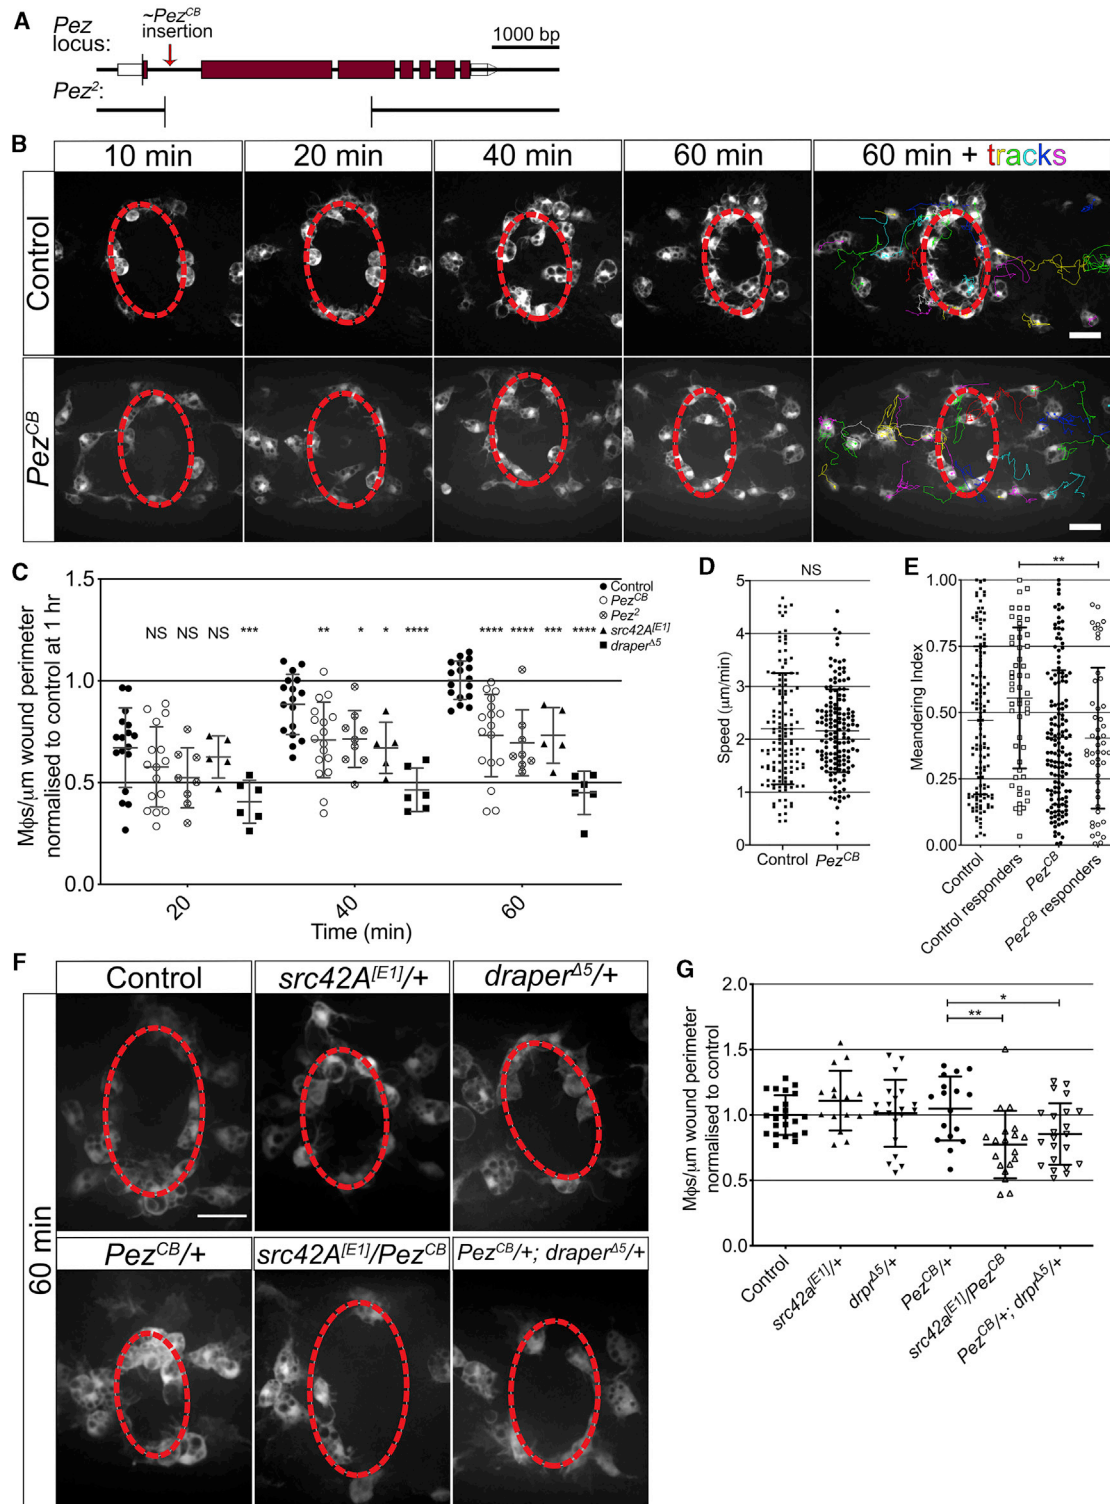 A
Pez
locus:
~Pez^CB
insertion
1000 bp
Pez²:
B
10 min
20 min
40 min
60 min
60 min + tracks
Control
Pez^CB
C
Mϕs/μm wound perimeter
normalised to control at 1 hr
1.5
1.0
0.5
0.0
NS NS NS ***
** * * ****
**** **** *** ****
Control
Pez^CB
Pez²
src42A^[E1]
draper^Δ5
20
40
60
Time (min)
D
NS
Speed (μm/min)
5
4
3
2
1
0
Control
Pez^CB
E
**
Meandering Index
1.00
0.75
0.50
0.25
0.00
Control
Control responders
Pez^CB
Pez^CB responders
F
60 min
Control
src42A^[E1]/+
draper^Δ5/+
Pez^CB/+
src42A^[E1]/Pez^CB
Pez^CB/+; draper^Δ5/+
G
Mϕs/μm wound perimeter
normalised to control
2.0
1.5
1.0
0.5
0.0
*
**
Control
src42a^[E1]/+
drpr^Δ5/+
Pez^CB/+
src42a^[E1]/Pez^CB
Pez^CB/+; drpr^Δ5/+